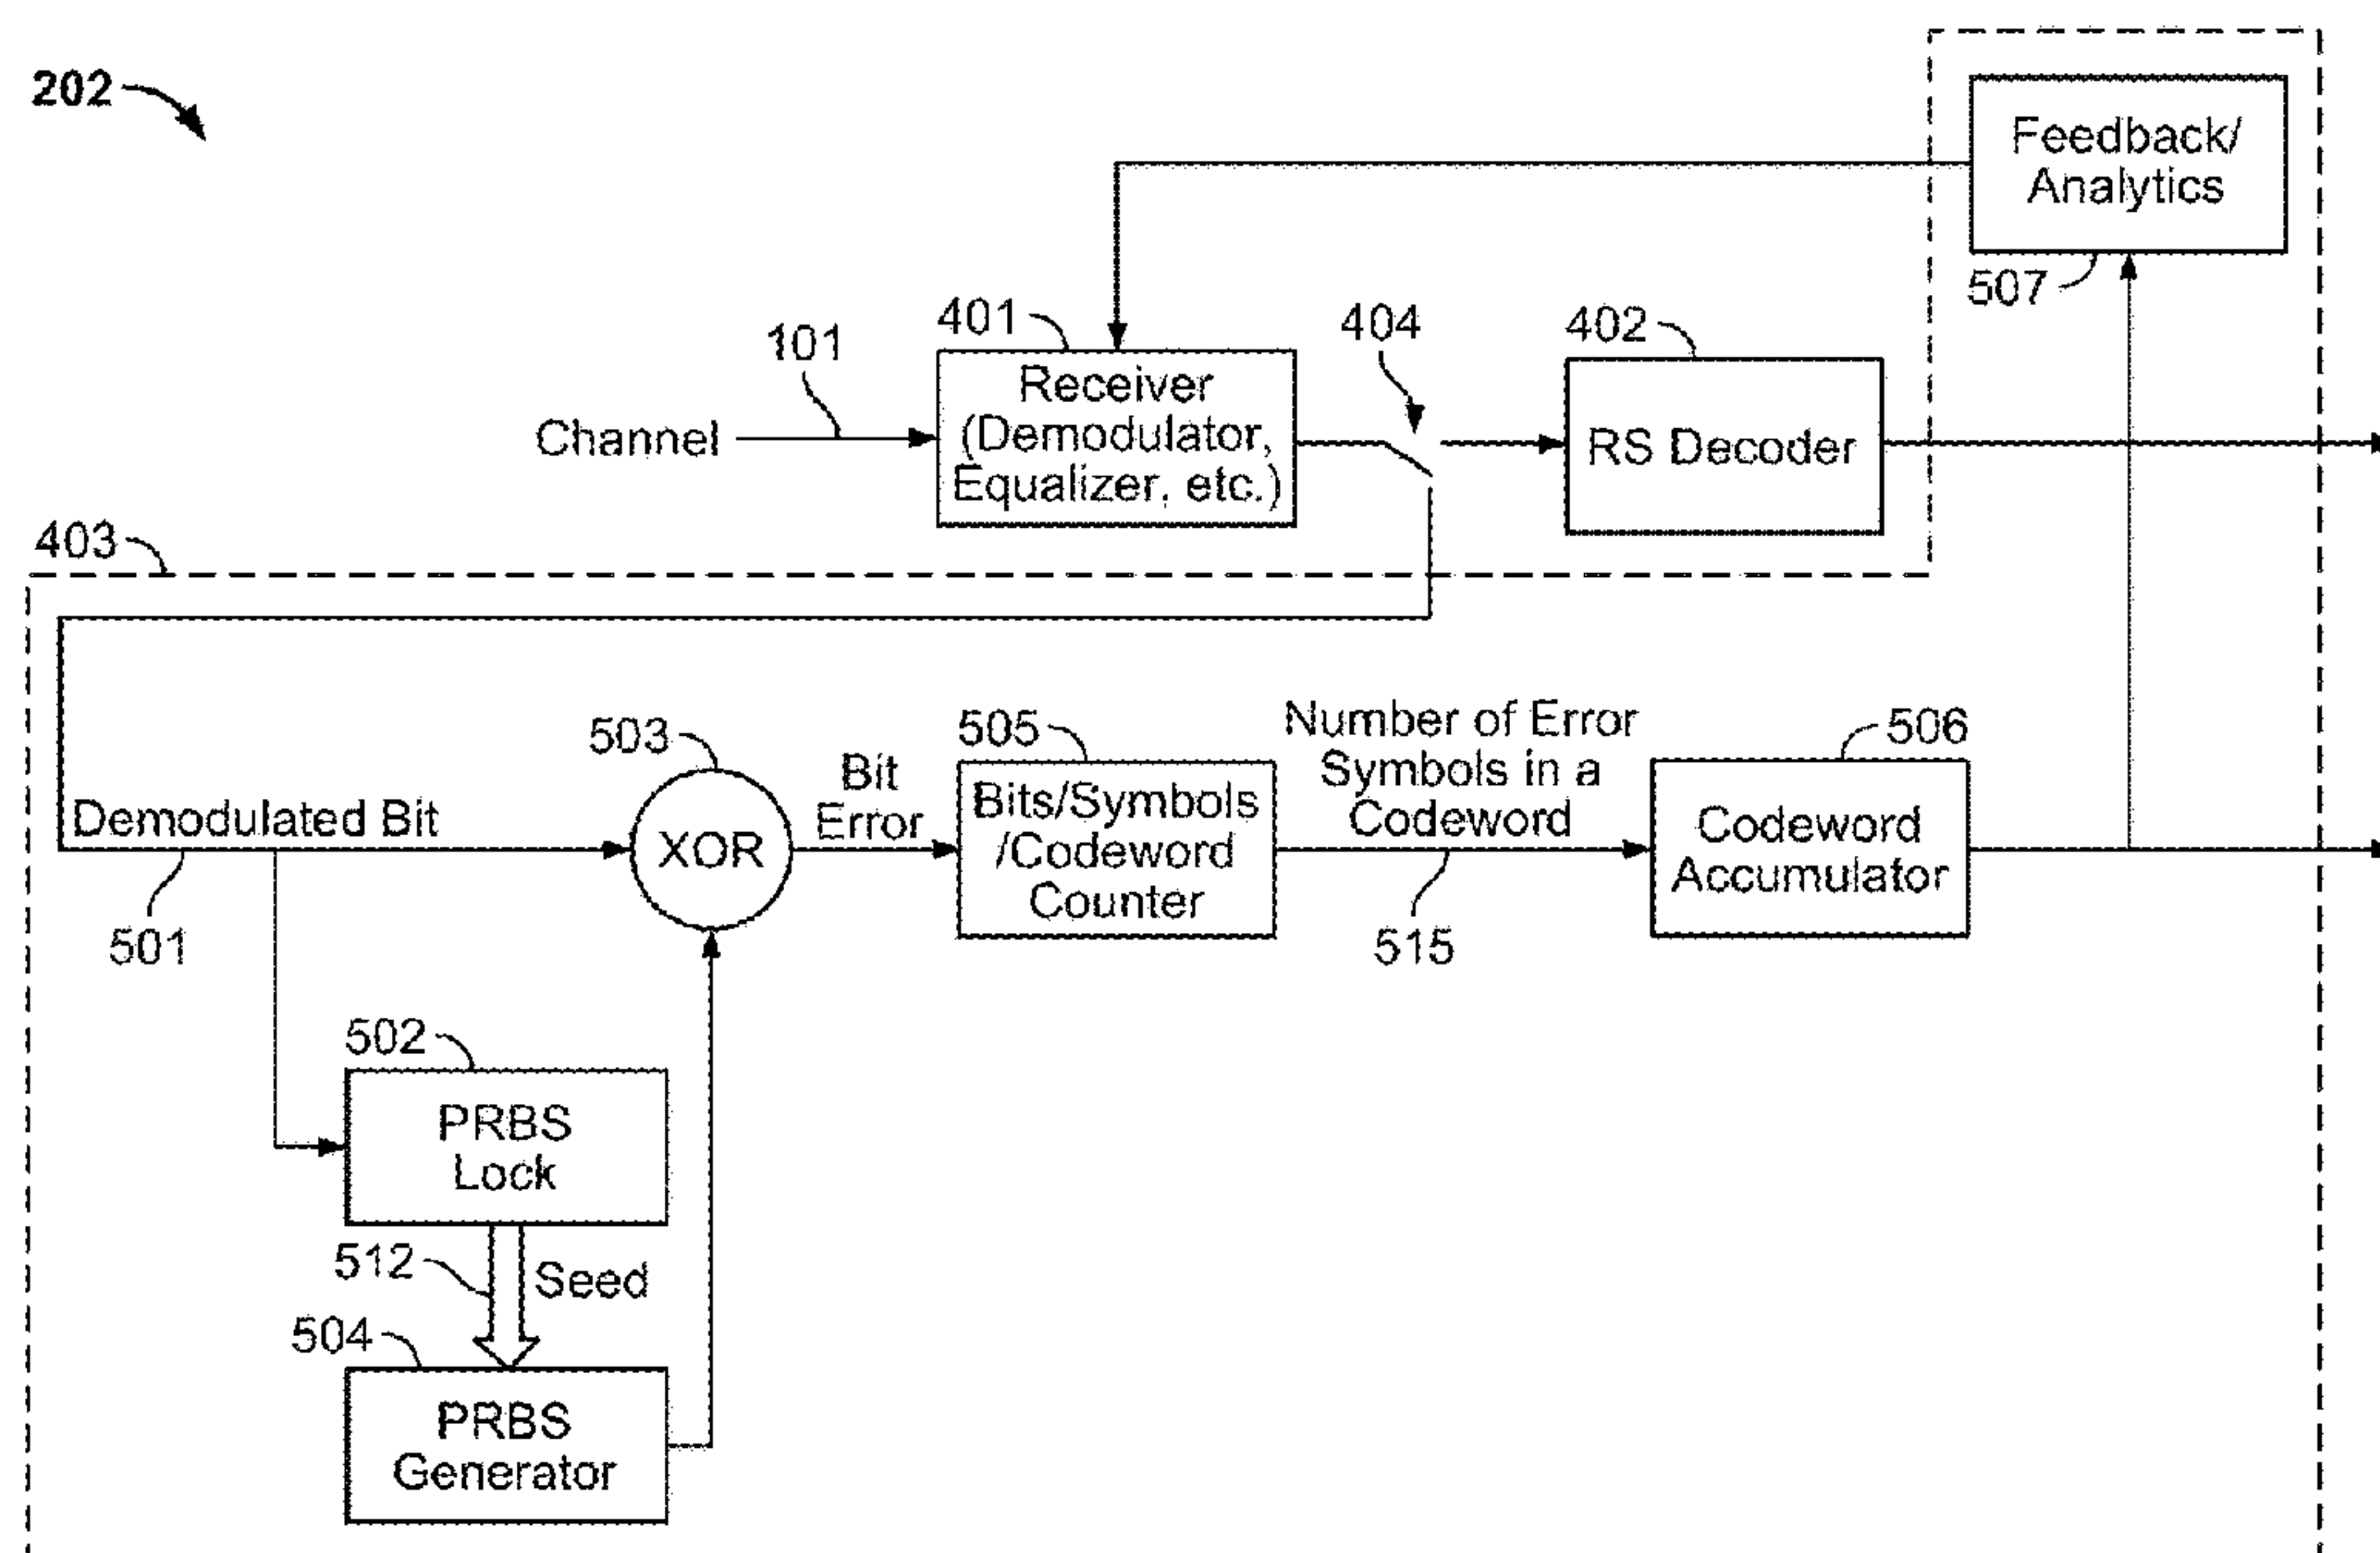 202
Feedback/
Analytics
507
401
404
402
101
Channel
Receiver
(Demodulator,
Equalizer, etc.)
RS Decoder
403
503
505
Number of Error
Symbols in a
Codeword
506
Bit
Error
Demodulated Bit
XOR
Bits/Symbols
/Codeword
Counter
Codeword
Accumulator
501
515
502
PRBS
Lock
512
Seed
504
PRBS
Generator